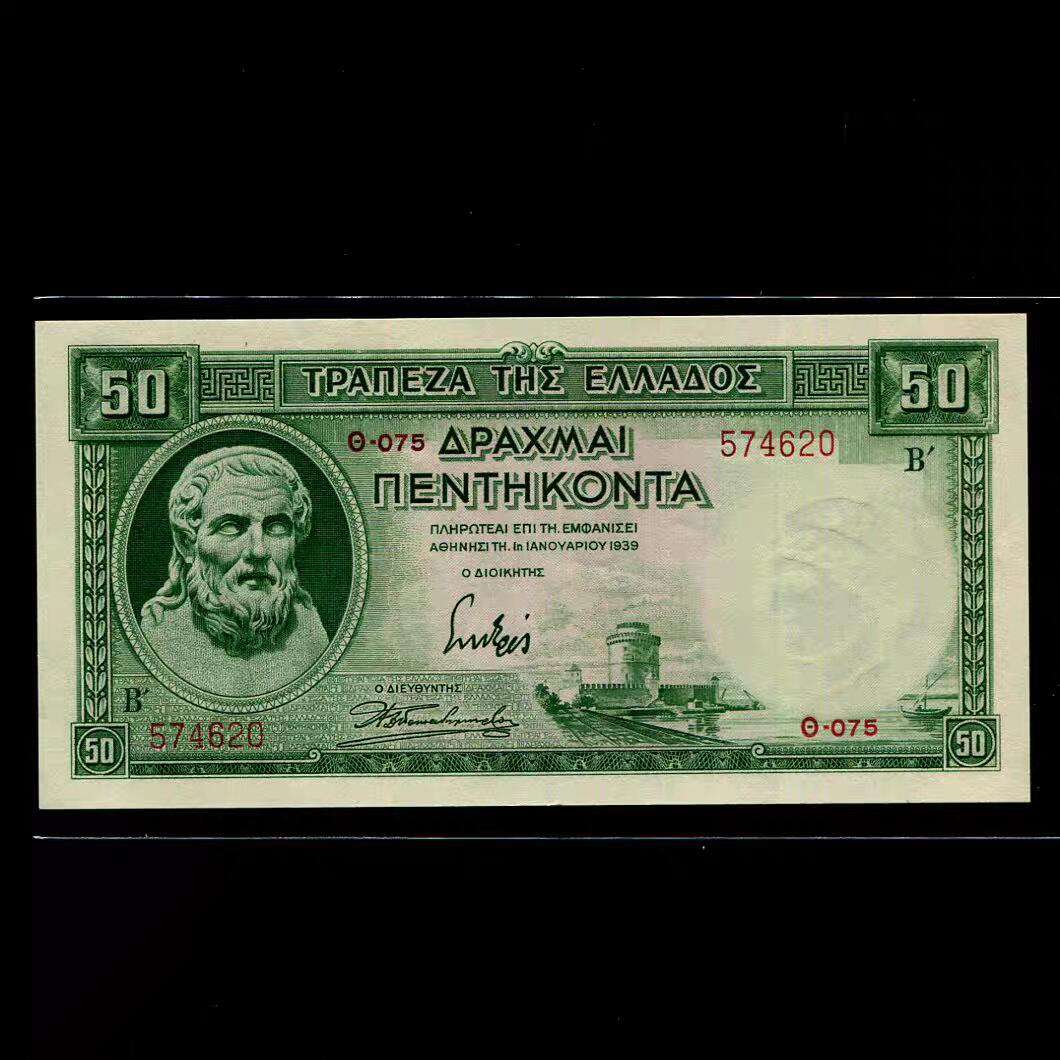 50 ΤΡΑΠΕΖΑ ΤΗΣ ΕΛΛΑΔΟΣ 50
Θ-075 ΔΡΑΧΜΑΙ 574620
Β′
ΠΕΝΤΗΚΟΝΤΑ
ΠΛΗΡΩΤΕΑΙ ΕΠΙ ΤΗ. ΕΜΦΑΝΙΣΕΙ
ΑΘΗΝΗΣΙ ΤΗ. 1η ΙΑΝΟΥΑΡΙΟΥ 1939
Ο ΔΙΟΙΚΗΤΗΣ
Ο ΔΙΕΥΘΥΝΤΗΣ
Β′
574620
Θ-075
50 50